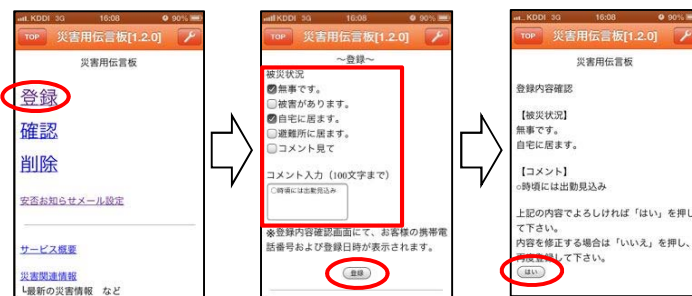 KDDI 3G 16:08 90%
TOP 災害用伝言板[1.2.0]
災害用伝言板
登録
確認
削除
安否お知らせメール設定
サービス概要
災害関連情報
└最新の災害情報 など
KDDI 3G 16:08 90%
TOP 災害用伝言板[1.2.0]
～登録～
被災状況
無事です。
被害があります。
自宅に居ます。
避難所に居ます。
コメント見て
コメント入力（100文字まで）
○時頃には出勤見込み
※登録内容確認画面にて、お客様の携帯電
話番号および登録日時が表示されます。
登録
KDDI 3G 16:08 90%
TOP 災害用伝言板[1.2.0]
災害用伝言板
登録内容確認
【被災状況】
無事です。
自宅に居ます。
【コメント】
○時頃には出勤見込み
上記の内容でよろしければ「はい」を押し
て下さい。
内容を修正する場合は「いいえ」を押し、
再度登録して下さい。
はい